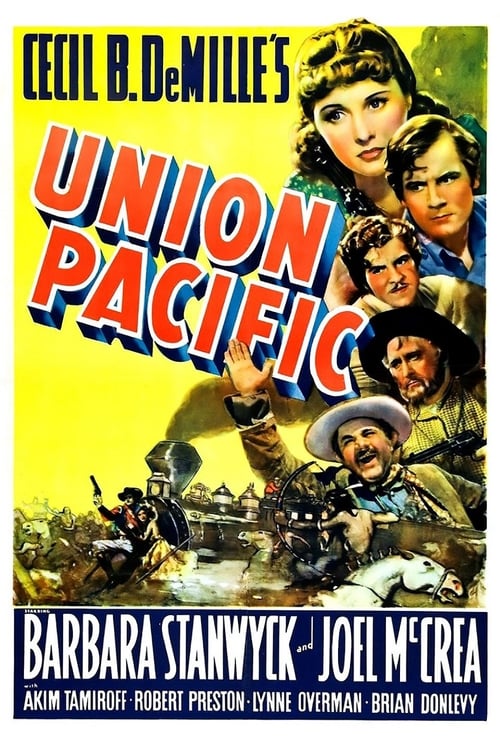 CECIL B. DeMILLE'S
UNION
PACIFIC
STARRING
BARBARA STANWYCK and JOEL McCREA
with
AKIM TAMIROFF · ROBERT PRESTON · LYNNE OVERMAN · BRIAN DONLEVY